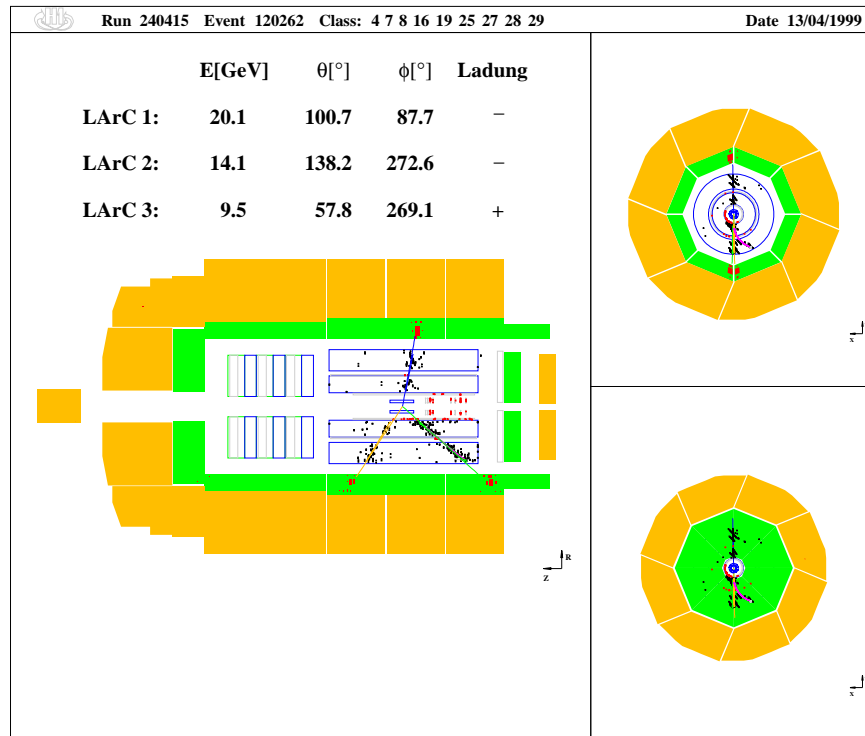 Run 240415 Event 120262 Class: 4 7 8 16 19 25 27 28 29 Date 13/04/1999
E[GeV] θ[°] ϕ[°] Ladung
LArC 1: 20.1 100.7 87.7 −
LArC 2: 14.1 138.2 272.6 −
LArC 3: 9.5 57.8 269.1 +
R
Z
x
x